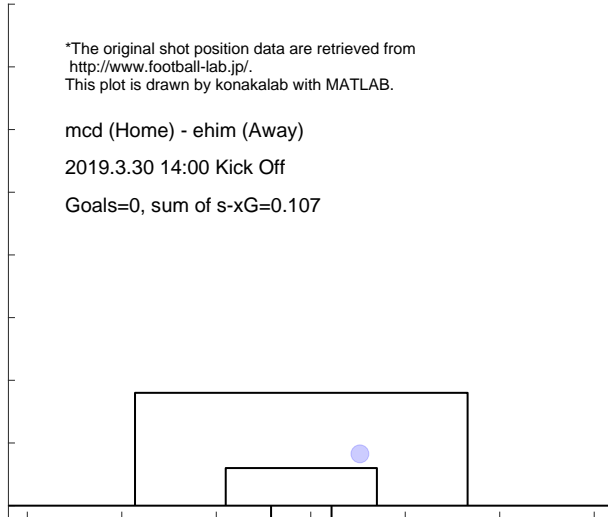 *The original shot position data are retrieved from
http://www.football-lab.jp/.
This plot is drawn by konakalab with MATLAB.
mcd (Home) - ehim (Away)
2019.3.30 14:00 Kick Off
Goals=0, sum of s-xG=0.107